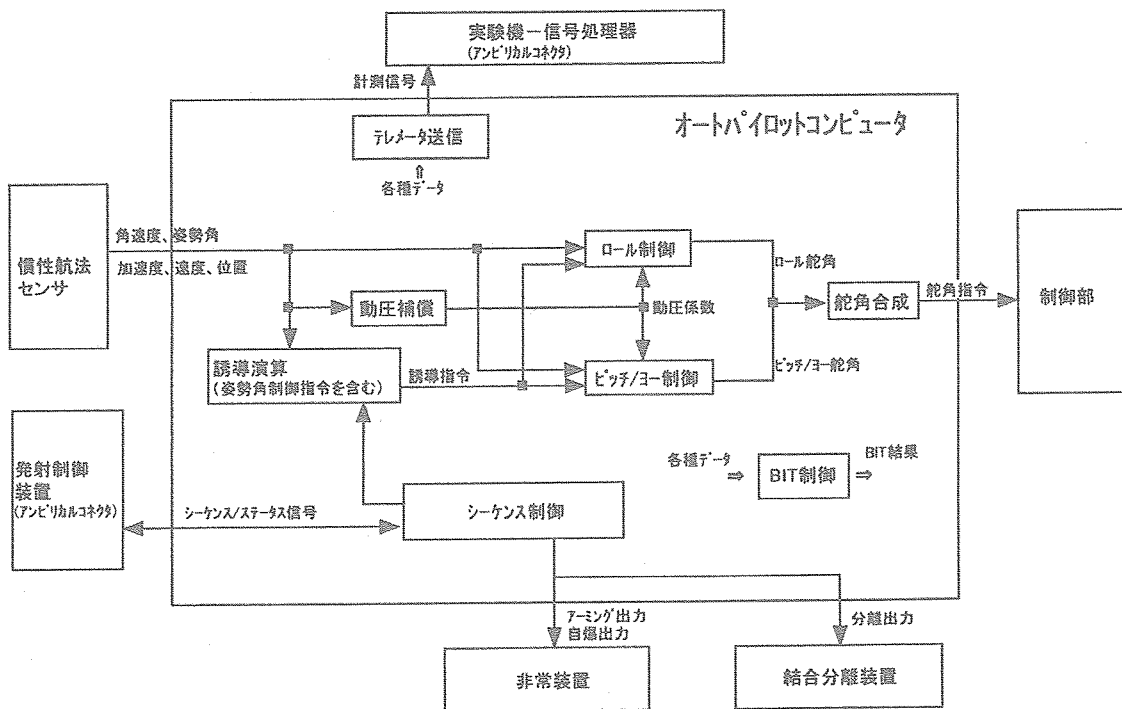 実験機－信号処理器
(アンビリカルコネクタ)
計測信号
オートパイロットコンピュータ
テレメータ送信
⇑
各種データ
慣性航法
センサ
角速度、姿勢角
加速度、速度、位置
ロール制御
ロール舵角
動圧補償
動圧係数
舵角合成
舵角指令
制御部
誘導演算
(姿勢角制御指令を含む)
誘導指令
ピッチ/ヨー制御
ピッチ/ヨー舵角
発射制御
装置
(アンビリカルコネクタ)
シーケンス/ステータス信号
シーケンス制御
各種データ
⇒
BIT制御
⇒
BIT結果
アーミング出力
自爆出力
分離出力
非常装置
結合分離装置